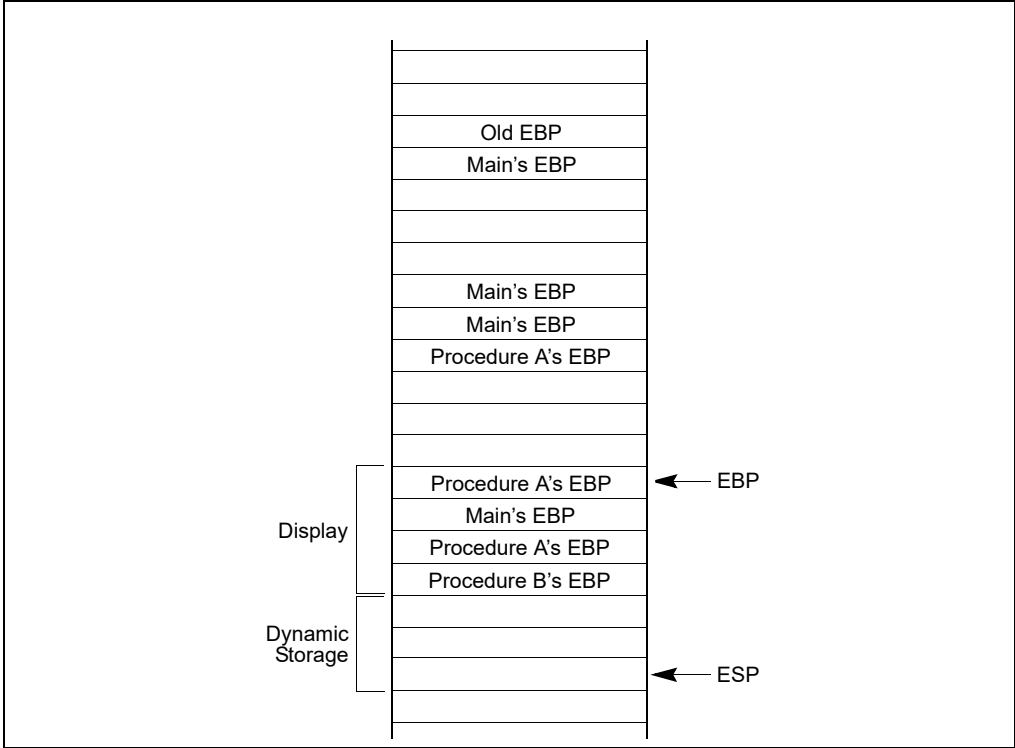 Old EBP
Main’s EBP
Main’s EBP
Main’s EBP
Procedure A’s EBP
Procedure A’s EBP
EBP
Main’s EBP
Display
Procedure A’s EBP
Procedure B’s EBP
Dynamic
Storage
ESP